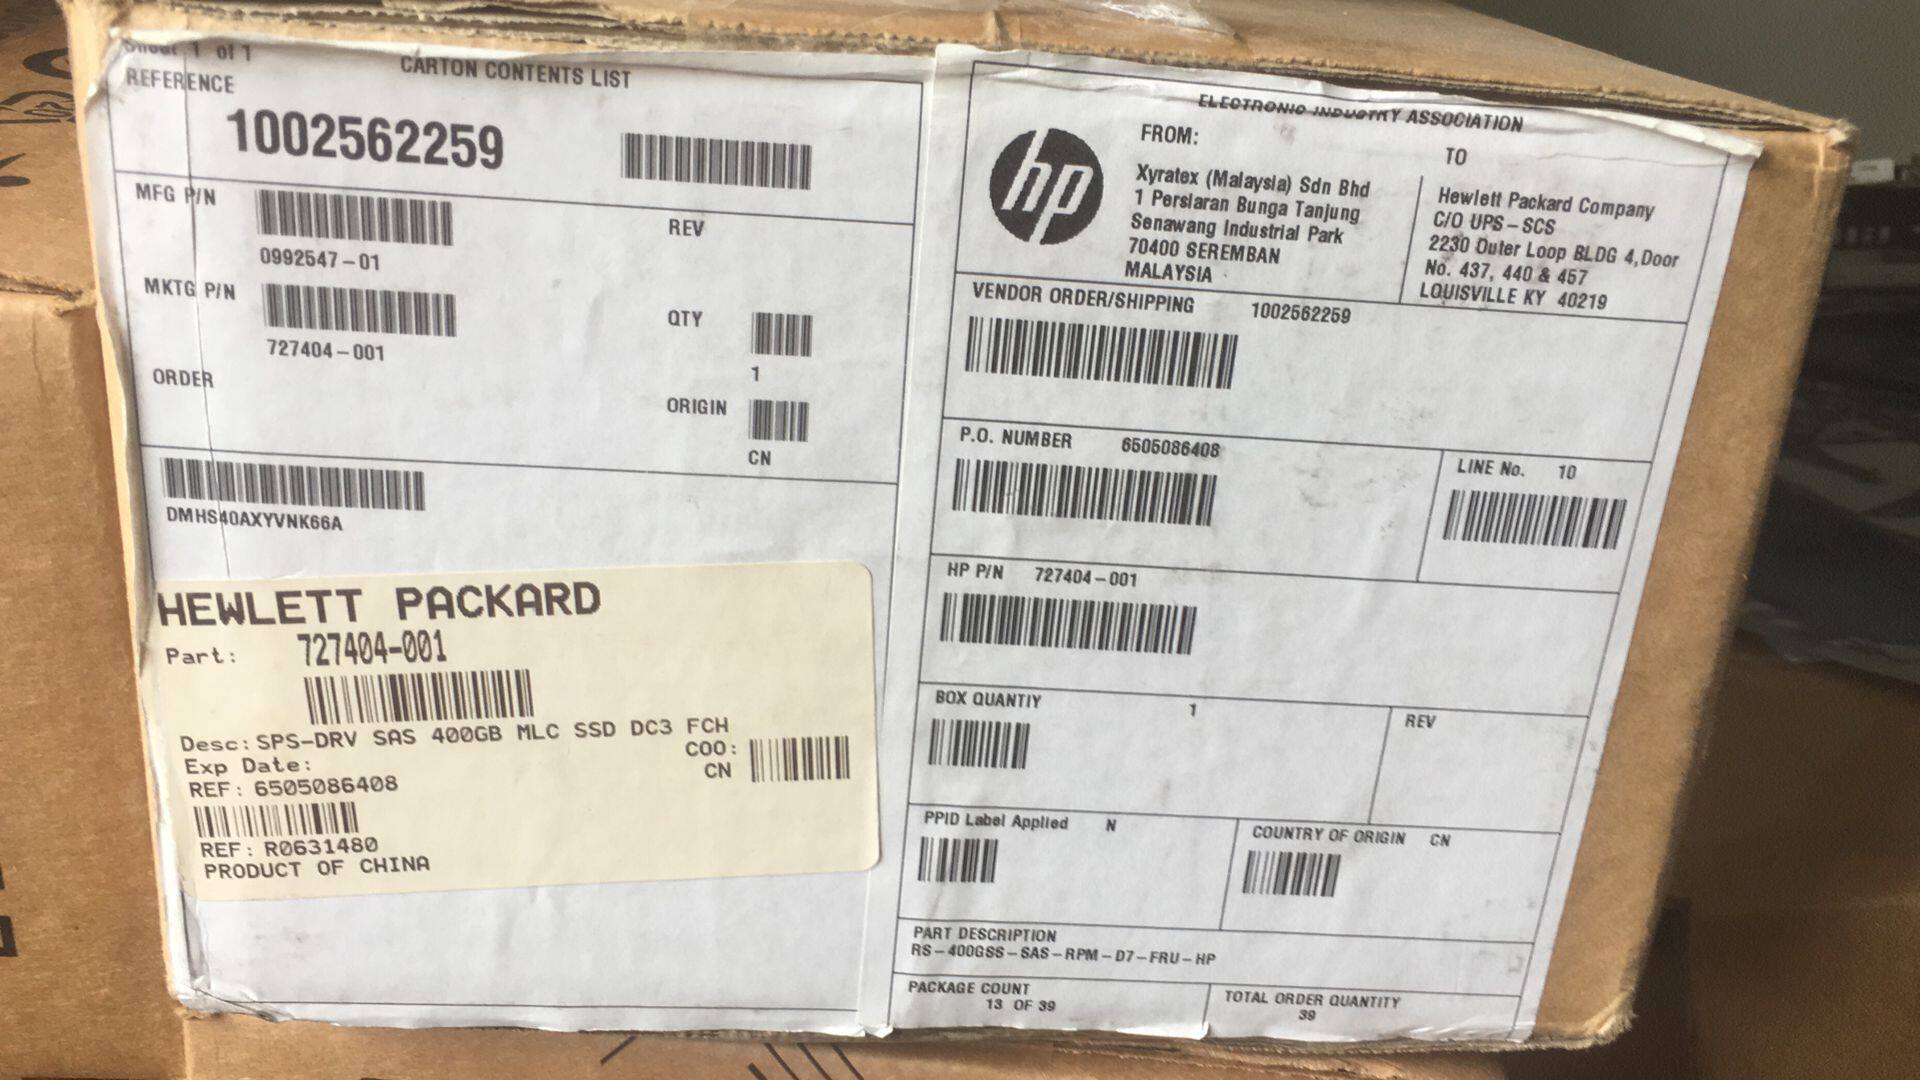 Sheet 1 of 1
CARTON CONTENTS LIST
REFERENCE
1002562259
MFG P/N
0992547-01
REV
MKTG P/N
727404-001
QTY
1
ORDER
ORIGIN
CN
DMHS40AXYVNK66A
HEWLETT PACKARD
Part: 727404-001
Desc: SPS-DRV SAS 400GB MLC SSD DC3 FCH
Exp Date:
COO:
CN
REF: 6505086408
REF: R0631480
PRODUCT OF CHINA
ELECTRONIC INDUSTRY ASSOCIATION
hp
FROM:
Xyratex (Malaysia) Sdn Bhd
1 Persiaran Bunga Tanjung
Senawang Industrial Park
70400 SEREMBAN
MALAYSIA
TO
Hewlett Packard Company
C/O UPS-SCS
2230 Outer Loop BLDG 4,Door
No. 437, 440 & 457
LOUISVILLE KY 40219
VENDOR ORDER/SHIPPING 1002562259
P.O. NUMBER 6505086408
LINE No. 10
HP P/N 727404-001
BOX QUANTIY 1
REV
PPID Label Applied N
COUNTRY OF ORIGIN CN
PART DESCRIPTION
RS-400GSS-SAS-RPM-D7-FRU-HP
PACKAGE COUNT
13 OF 39
TOTAL ORDER QUANTITY
39